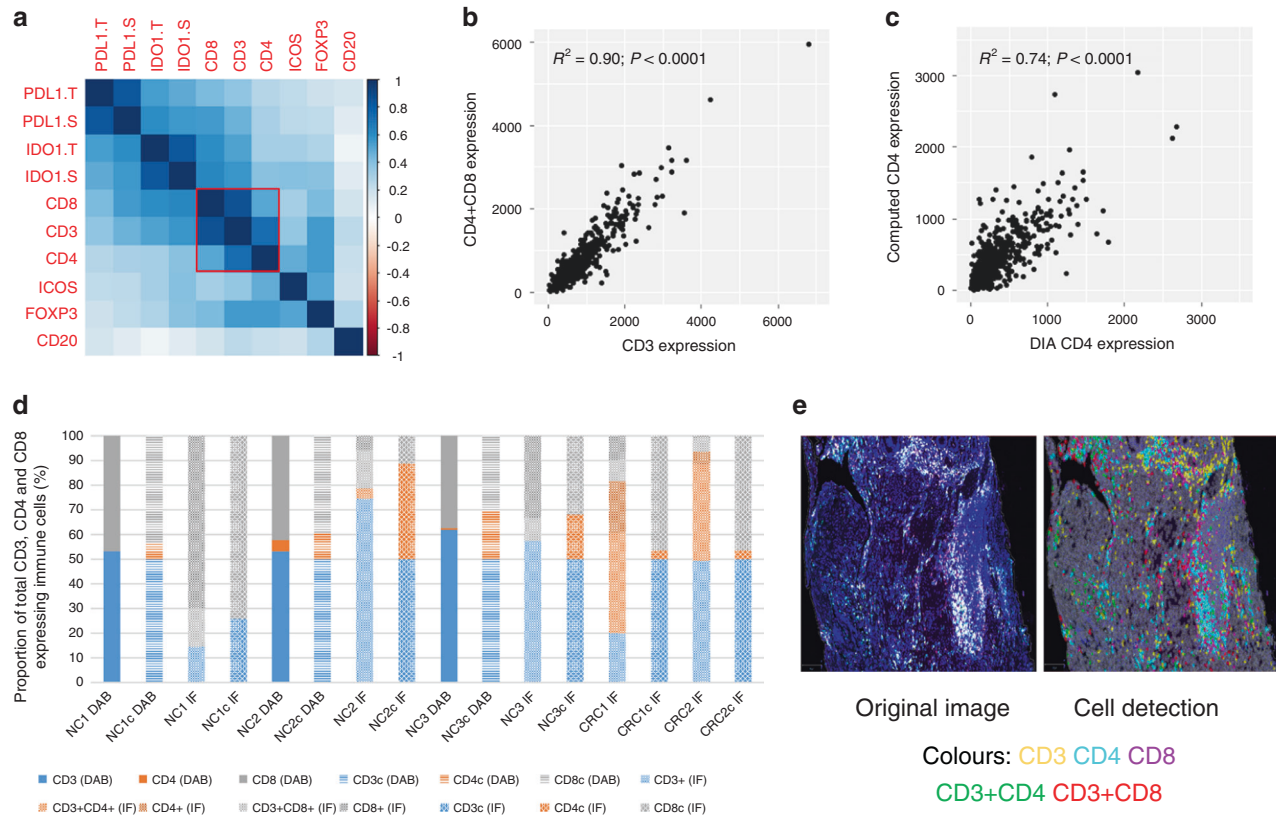 a
PDL1.T
PDL1.S
IDO1.T
IDO1.S
CD8
CD3
CD4
ICOS
FOXP3
CD20
PDL1.T
PDL1.S
IDO1.T
IDO1.S
CD8
CD3
CD4
ICOS
FOXP3
CD20
1
0.8
0.6
0.4
0.2
0
-0.2
-0.4
-0.6
-0.8
-1
b
R² = 0.90; P < 0.0001
CD4+CD8 expression
6000
4000
2000
0
0 2000 4000 6000
CD3 expression
c
R² = 0.74; P < 0.0001
Computed CD4 expression
3000
2000
1000
0
0 1000 2000 3000
DIA CD4 expression
d
Proportion of total CD3, CD4 and CD8
expressing immune cells (%)
100
90
80
70
60
50
40
30
20
10
0
NC1 DAB
NC1c DAB
NC1 IF
NC1c IF
NC2 DAB
NC2c DAB
NC2 IF
NC2c IF
NC3 DAB
NC3c DAB
NC3 IF
NC3c IF
CRC1 IF
CRC1c IF
CRC2 IF
CRC2c IF
CD3 (DAB) CD4 (DAB) CD8 (DAB) CD3c (DAB) CD4c (DAB) CD8c (DAB) CD3+ (IF)
CD3+CD4+ (IF) CD4+ (IF) CD3+CD8+ (IF) CD8+ (IF) CD3c (IF) CD4c (IF) CD8c (IF)
e
Original image Cell detection
Colours: CD3 CD4 CD8
CD3+CD4 CD3+CD8